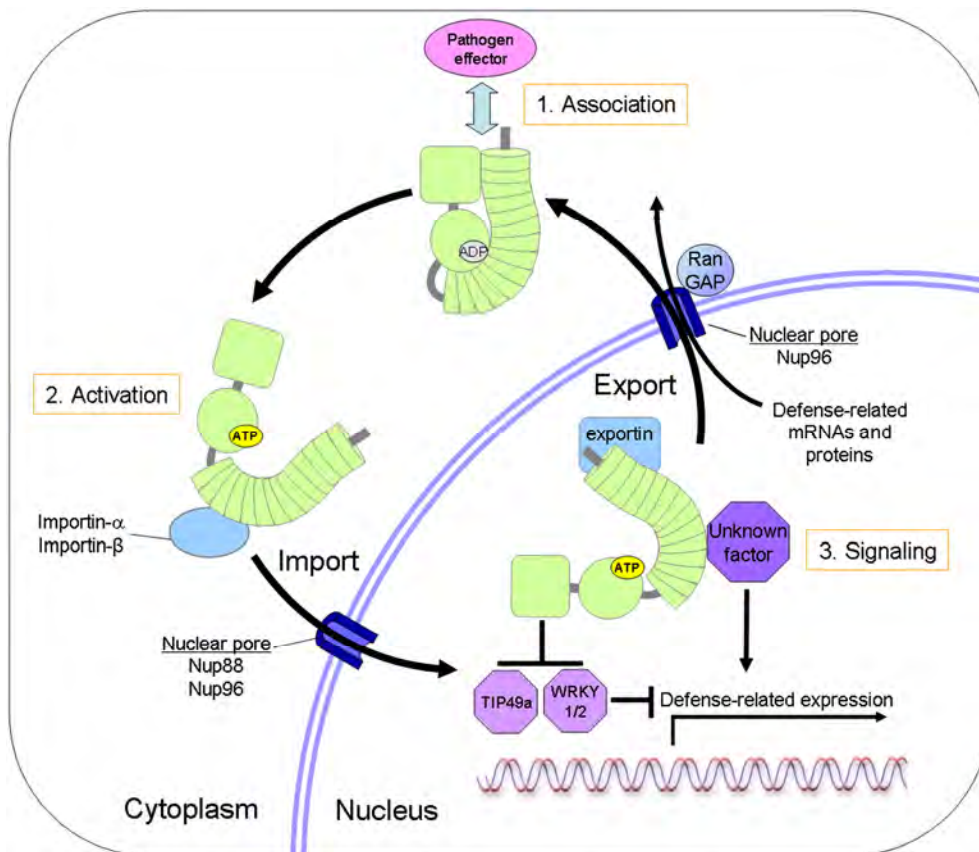 Pathogen
effector
1. Association
ADP
Ran
GAP
Nuclear pore
Nup96
Export
Defense-related
mRNAs and
proteins
2. Activation
ATP
exportin
Importin-α
Importin-β
Import
Unknown
factor
3. Signaling
ATP
Nuclear pore
Nup88
Nup96
TIP49a
WRKY
1/2
Defense-related expression
Cytoplasm
Nucleus